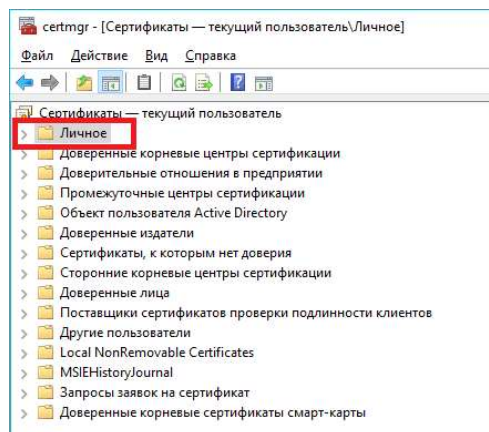 certmgr - [Сертификаты — текущий пользователь\Личное]
Файл Действие Вид Справка
Сертификаты — текущий пользователь
Личное
Доверенные корневые центры сертификации
Доверительные отношения в предприятии
Промежуточные центры сертификации
Объект пользователя Active Directory
Доверенные издатели
Сертификаты, к которым нет доверия
Сторонние корневые центры сертификации
Доверенные лица
Поставщики сертификатов проверки подлинности клиентов
Другие пользователи
Local NonRemovable Certificates
MSIEHistoryJournal
Запросы заявок на сертификат
Доверенные корневые сертификаты смарт-карты